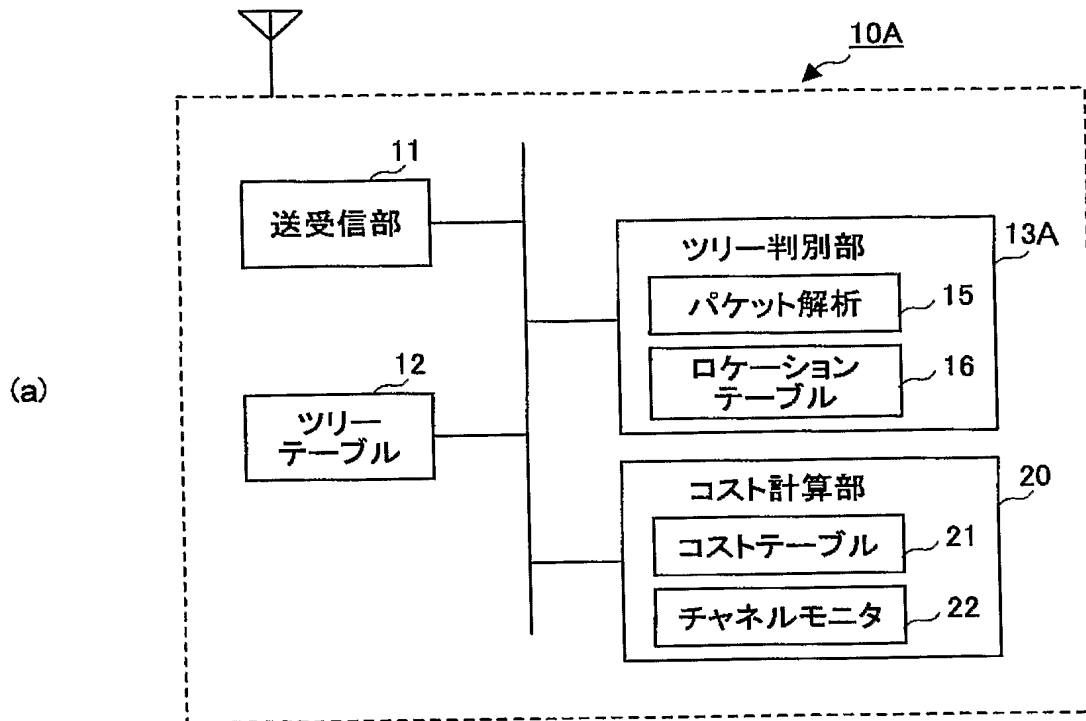 10A
11
送受信部
ツリー判別部
13A
パケット解析
15
ロケーション
テーブル
16
(a)
12
ツリー
テーブル
コスト計算部
20
コストテーブル
21
チャネルモニタ
22